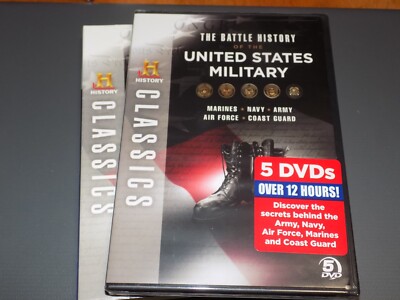 H
HISTORY
CLASSICS
H
HISTORY
CLASSICS
THE BATTLE HISTORY
OF THE
UNITED STATES
MILITARY
MARINES • NAVY • ARMY
AIR FORCE • COAST GUARD
5 DVDs
OVER 12 HOURS!
Discover the
secrets behind the
Army, Navy,
Air Force, Marines
and Coast Guard
5
DVD